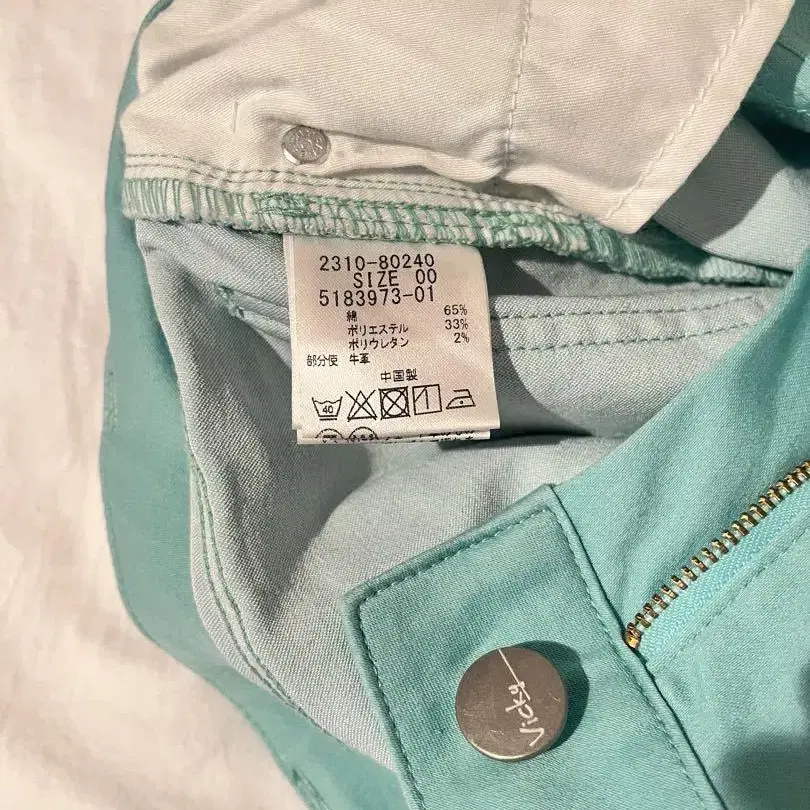 2310-80240
SIZE 00
5183973-01
綿 65%
ポリエステル 33%
ポリウレタン 2%
部分使 牛革
中国製
40
Vicky